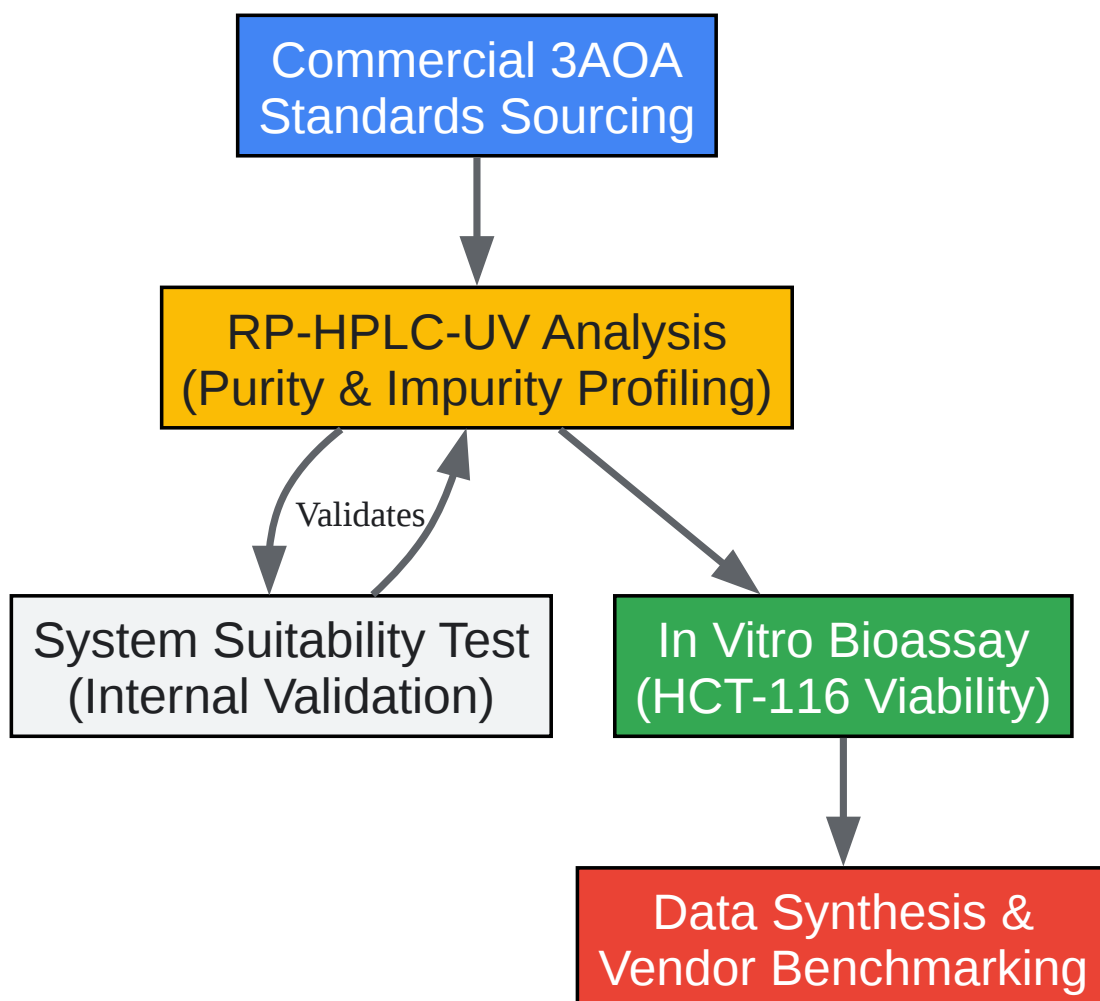 Commercial 3AOA
Standards Sourcing
RP-HPLC-UV Analysis
(Purity & Impurity Profiling)
Validates
System Suitability Test
(Internal Validation)
In Vitro Bioassay
(HCT-116 Viability)
Data Synthesis &
Vendor Benchmarking